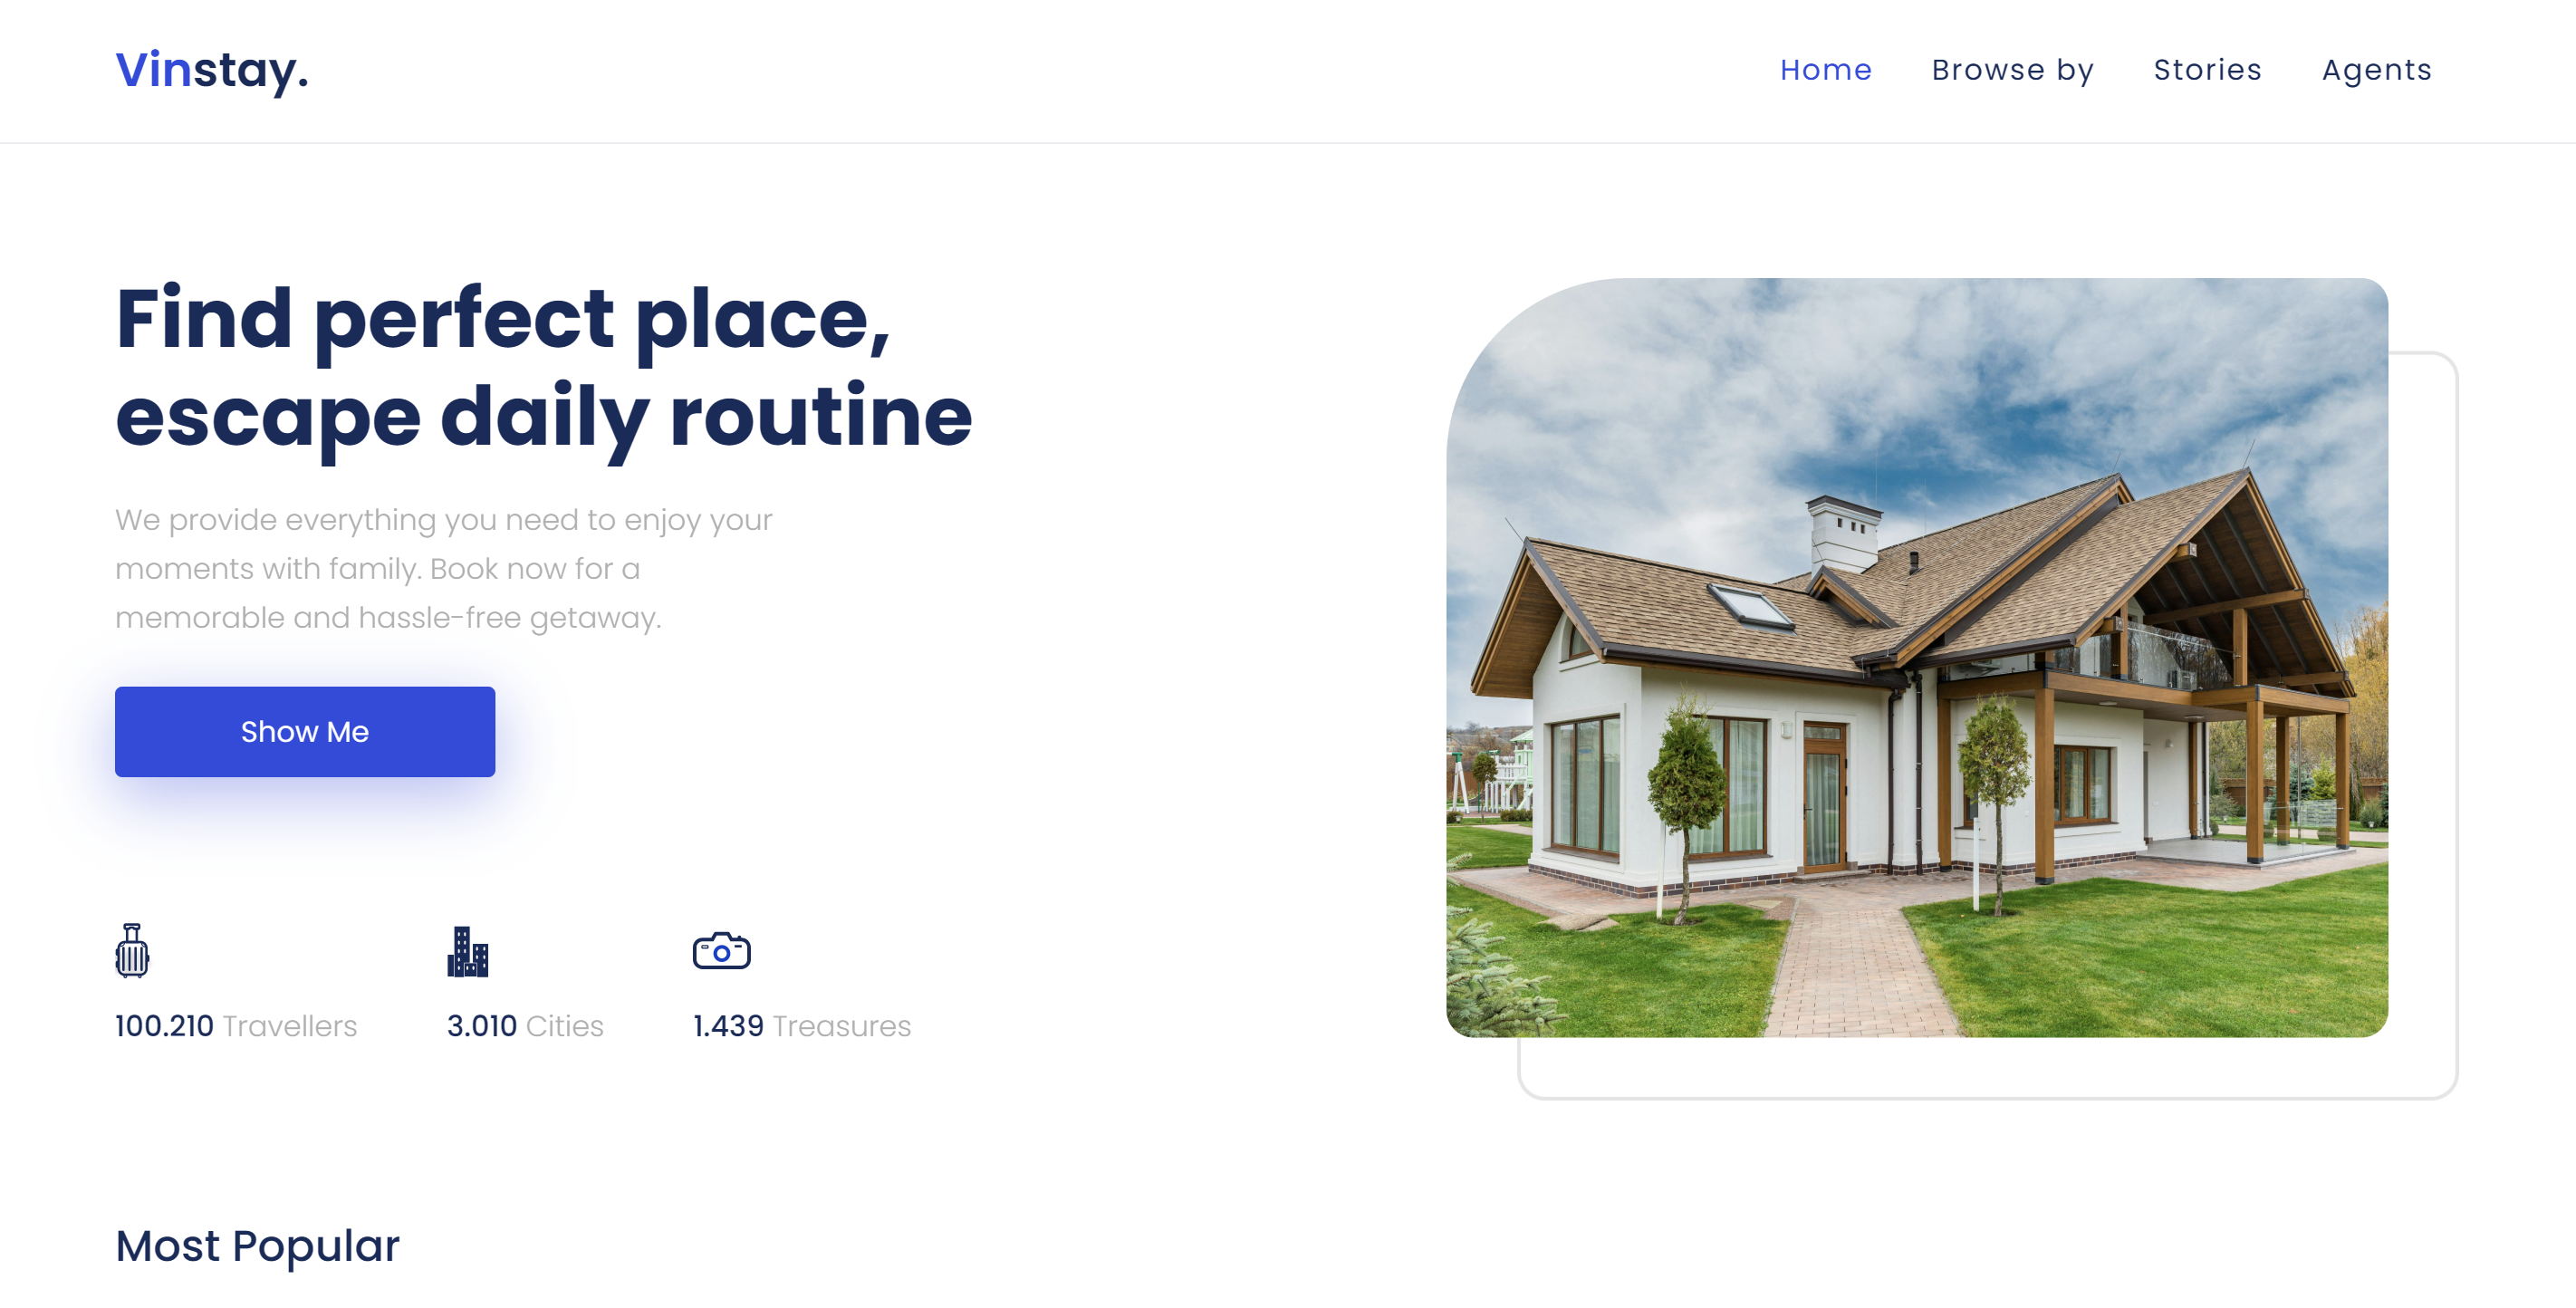 Vinstay.
Home Browse by Stories Agents
Find perfect place,
escape daily routine
We provide everything you need to enjoy your
moments with family. Book now for a
memorable and hassle-free getaway.
Show Me
100.210 Travellers
3.010 Cities
1.439 Treasures
Most Popular